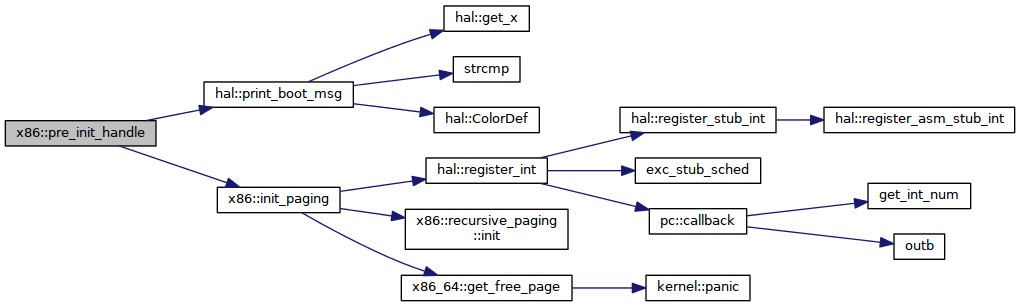 x86::pre_init_handle
hal::print_boot_msg
hal::get_x
strcmp
hal::ColorDef
x86::init_paging
hal::register_int
hal::register_stub_int
hal::register_asm_stub_int
exc_stub_sched
pc::callback
get_int_num
outb
x86::recursive_paging
::init
x86_64::get_free_page
kernel::panic